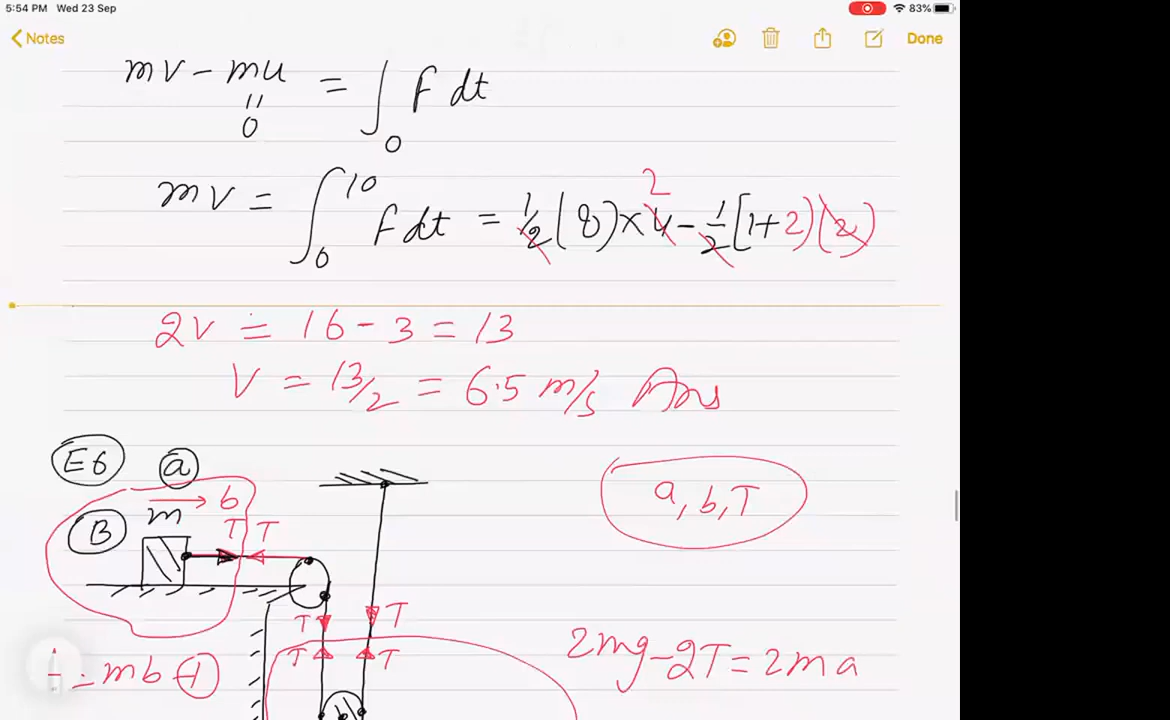 5:54 PM Wed 23 Sep
83%
Notes
Done
mv - mu = ∫ F dt
"
0
0
mv = ∫₀¹⁰ F dt = 1/2 (8) × 4 - 1/2 [1 + 2) (2)
2
2v = 16 - 3 = 13
v = 13/2 = 6.5 m/s Ans
E6 a
b
a, b, T
B m T T
T T
T T
2mg - 2T = 2ma
= mb 1